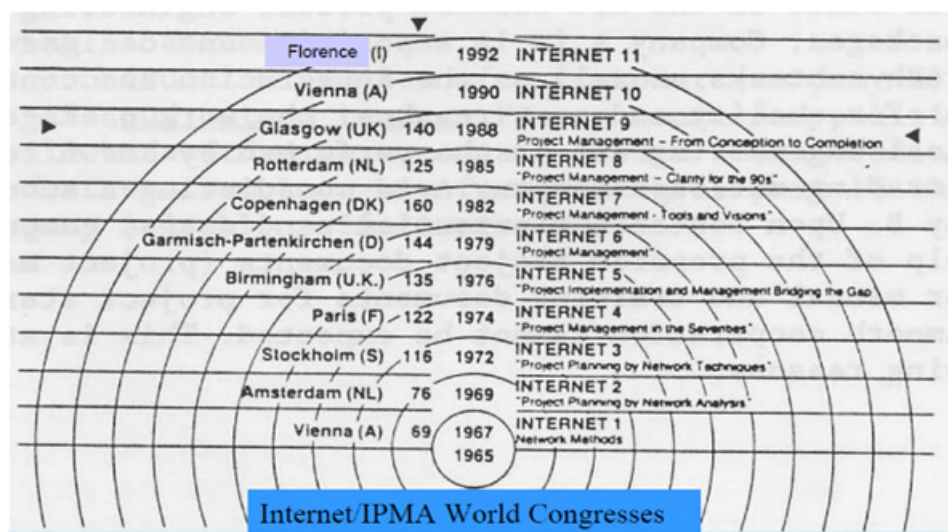 Florence (I) 1992 INTERNET 11
Vienna (A) 1990 INTERNET 10
Glasgow (UK) 140 1988 INTERNET 9
Project Management – From Conception to Completion
Rotterdam (NL) 125 1985 INTERNET 8
"Project Management – Clarity for the 90s"
Copenhagen (DK) 160 1982 INTERNET 7
"Project Management - Tools and Visions"
Garmisch-Partenkirchen (D) 144 1979 INTERNET 6
"Project Management"
Birmingham (U.K.) 135 1976 INTERNET 5
"Project Implementation and Management Bridging the Gap
Paris (F) 122 1974 INTERNET 4
"Project Management in the Seventies"
Stockholm (S) 116 1972 INTERNET 3
"Project Planning by Network Techniques"
Amsterdam (NL) 76 1969 INTERNET 2
"Project Planning by Network Analysis"
Vienna (A) 69 1967 INTERNET 1
Network Methods
1965
Internet/IPMA World Congresses